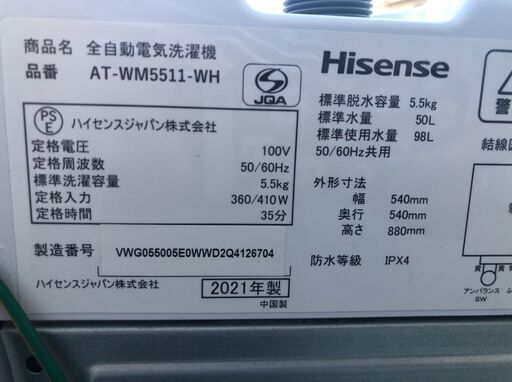 商品名 全自動電気洗濯機
品番 AT-WM5511-WH
JQA
PS
E
ハイセンスジャパン株式会社
定格電圧 100V
定格周波数 50/60Hz
標準洗濯容量 5.5kg
定格入力 360/410W
定格時間 35分
製造番号 VWG055005E0WWD2Q4126704
ハイセンスジャパン株式会社
2021年製
中国製
Hisense
標準脱水容量 5.5kg
標準水量 50L
標準使用水量 98L
50/60Hz共用
外形寸法
幅 540mm
奥行 540mm
高さ 880mm
防水等級 IPX4
警
結線図
黄 黄 黄
アンバランス
SW